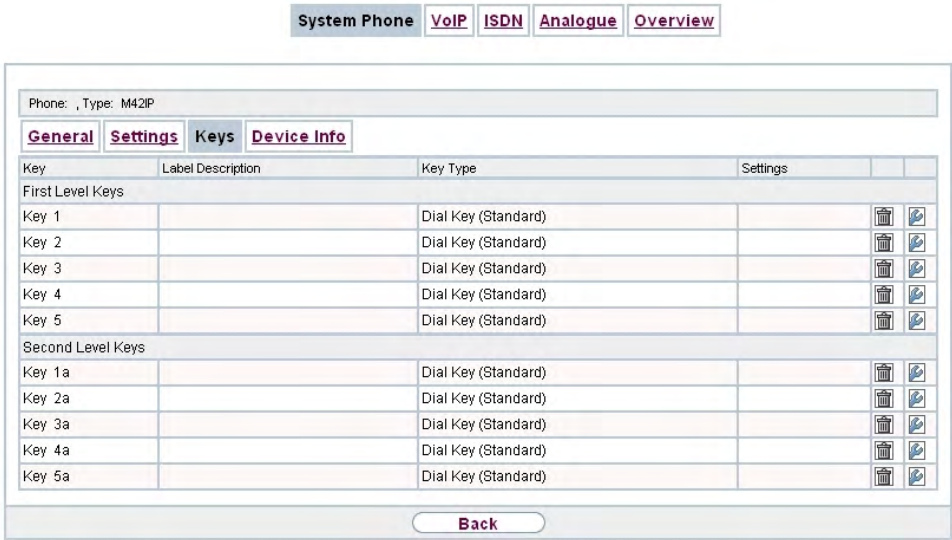 System Phone VoIP ISDN Analogue Overview
Phone: , Type: M42IP
General Settings Keys Device Info
Key Label Description Key Type Settings
First Level Keys
Key 1 Dial Key (Standard)
Key 2 Dial Key (Standard)
Key 3 Dial Key (Standard)
Key 4 Dial Key (Standard)
Key 5 Dial Key (Standard)
Second Level Keys
Key 1a Dial Key (Standard)
Key 2a Dial Key (Standard)
Key 3a Dial Key (Standard)
Key 4a Dial Key (Standard)
Key 5a Dial Key (Standard)
Back